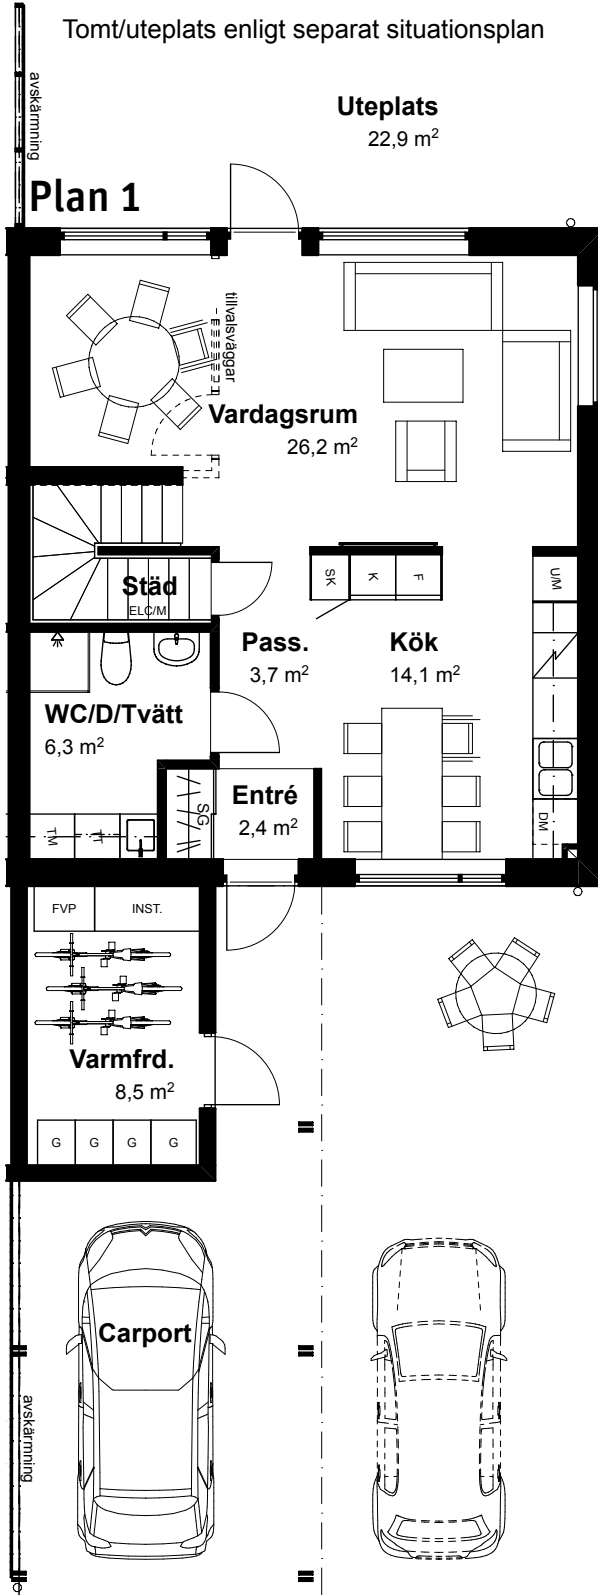 Tomt/uteplats enligt separat situationsplan
avskärmning
Uteplats
22,9 m²
Plan 1
tillvalsväggar
Vardagsrum
26,2 m²
Städ
ELC/M
SK
K
F
U/M
Pass.
3,7 m²
Kök
14,1 m²
WC/D/Tvätt
6,3 m²
Entré
2,4 m²
SG
TM
TT
DM
FVP
INST.
Varmfrd.
8,5 m²
G
G
G
G
Carport
avskärmning